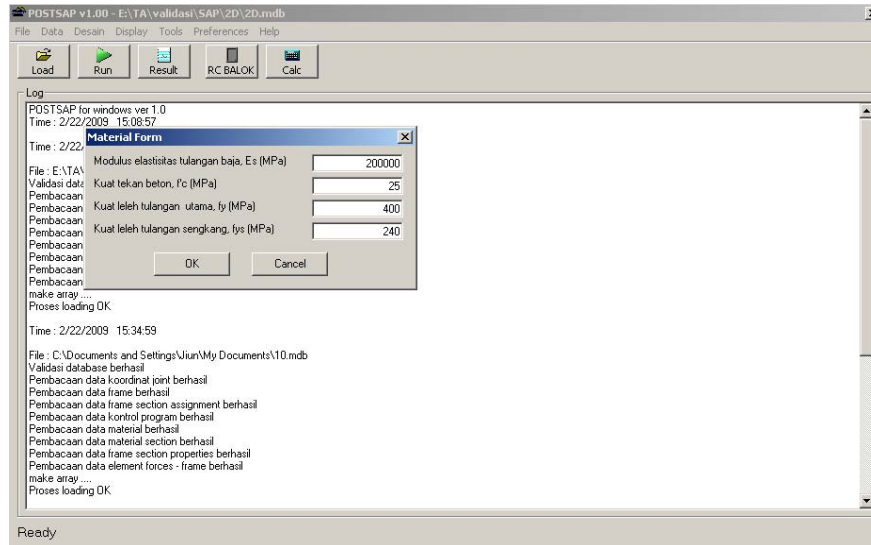 POSTSAP v1.00 - E:\TA\validasi\SAP\2D\2D.mdb
File Data Desain Display Tools Preferences Help
Load Run Result RC BALOK Calc
Log
POSTSAP for windows ver 1.0
Time : 2/22/2009 15:08:57
Time : 2/22/
File : E:\TA\
Validasi data
Pembacaan
Pembacaan
Pembacaan
Pembacaan
Pembacaan
Pembacaan
Pembacaan
Pembacaan
make array ....
Proses loading OK
Material Form
Modulus elastisitas tulangan baja, Es (MPa) 200000
Kuat tekan beton, f'c (MPa) 25
Kuat leleh tulangan utama, fy (MPa) 400
Kuat leleh tulangan sengkang, fys (MPa) 240
OK Cancel
Time : 2/22/2009 15:34:59
File : C:\Documents and Settings\Jiun\My Documents\10.mdb
Validasi database berhasil
Pembacaan data koordinat joint berhasil
Pembacaan data frame berhasil
Pembacaan data frame section assignment berhasil
Pembacaan data kontrol program berhasil
Pembacaan data material berhasil
Pembacaan data material section berhasil
Pembacaan data frame section properties berhasil
Pembacaan data element forces - frame berhasil
make array ....
Proses loading OK
Ready